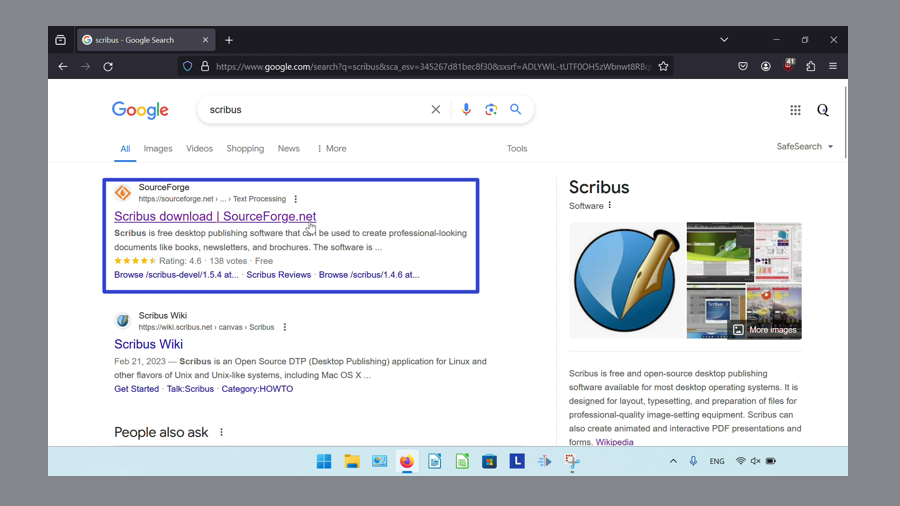 scribus - Google Search
https://www.google.com/search?q=scribus&sca_esv=345267d81bec8f30&sxsrf=ADLYWIL-tUTF0OH5zWbnwt8RBq
41
Google
scribus
All
Images
Videos
Shopping
News
More
Tools
SafeSearch
SourceForge
https://sourceforge.net › ... › Text Processing
Scribus download | SourceForge.net
Scribus is free desktop publishing software that can be used to create professional-looking
documents like books, newsletters, and brochures. The software is ...
Rating: 4.6 · 138 votes · Free
Browse /scribus-devel/1.5.4 at... · Scribus Reviews · Browse /scribus/1.4.6 at...
Scribus Wiki
https://wiki.scribus.net › canvas › Scribus
Scribus Wiki
Feb 21, 2023 — Scribus is an Open Source DTP (Desktop Publishing) application for Linux and
other flavors of Unix and Unix-like systems, including Mac OS X ...
Get Started · Talk:Scribus · Category:HOWTO
People also ask
Scribus
Software
More images
Scribus is free and open-source desktop publishing
software available for most desktop operating systems. It is
designed for layout, typesetting, and preparation of files for
professional-quality image-setting equipment. Scribus can
also create animated and interactive PDF presentations and
forms. Wikipedia
L
ENG